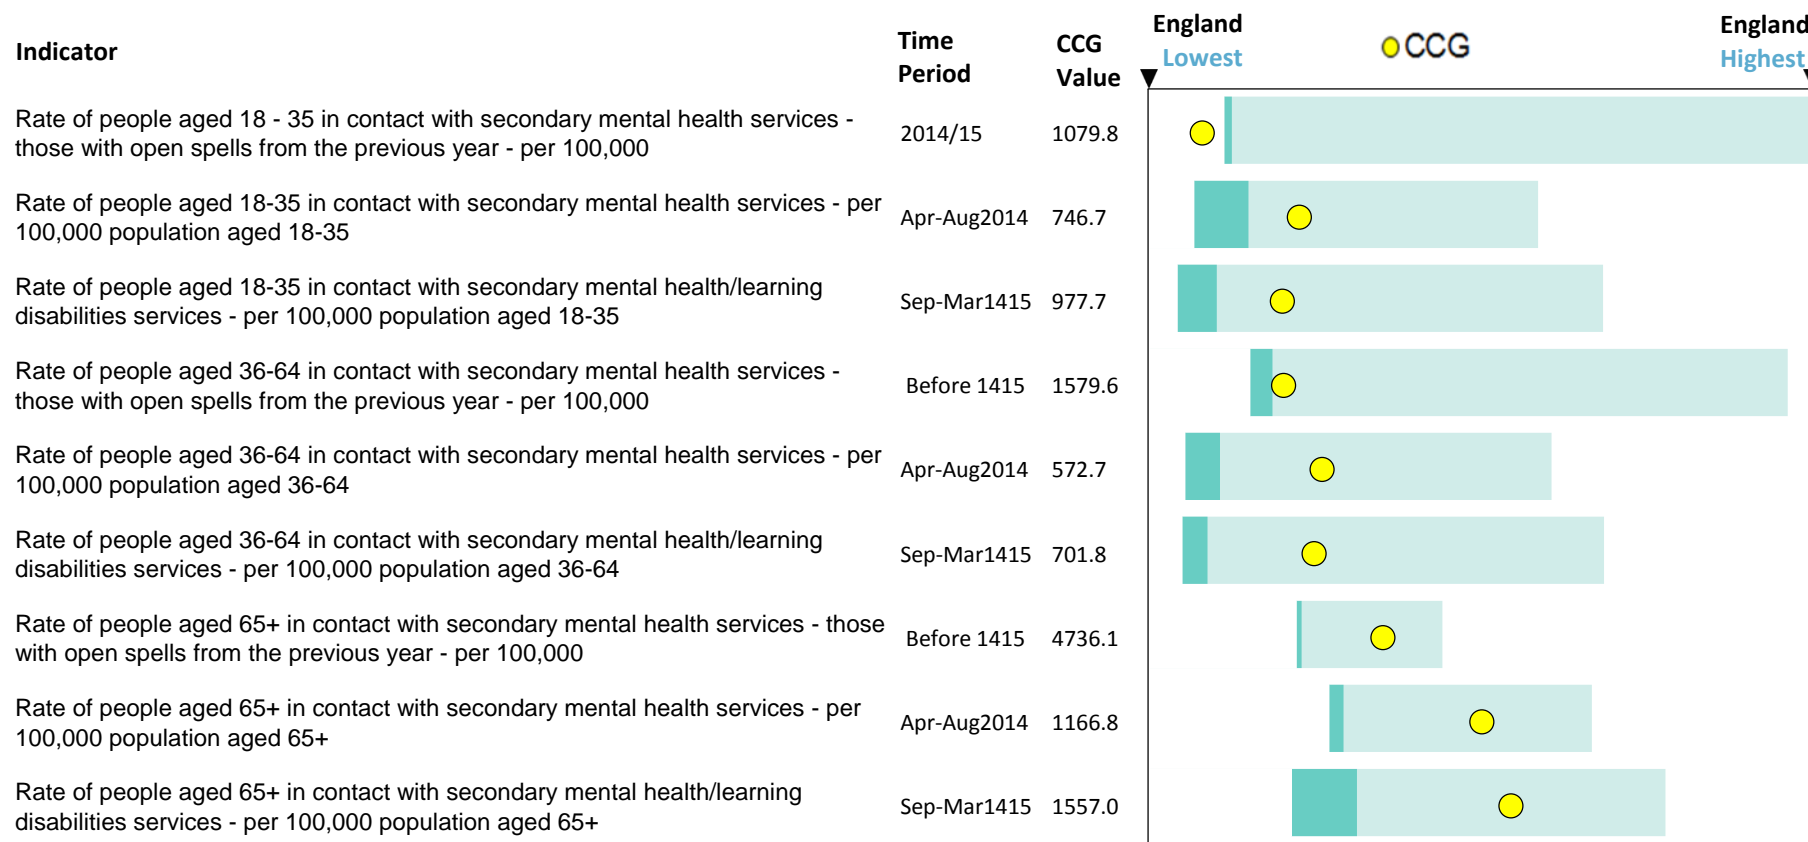 Indicator
Time
Period
CCG
Value
England
Lowest
CCG
England
Highest
Rate of people aged 18 - 35 in contact with secondary mental health services -
those with open spells from the previous year - per 100,000
2014/15
1079.8
Rate of people aged 18-35 in contact with secondary mental health services - per
100,000 population aged 18-35
Apr-Aug2014
746.7
Rate of people aged 18-35 in contact with secondary mental health/learning
disabilities services - per 100,000 population aged 18-35
Sep-Mar1415
977.7
Rate of people aged 36-64 in contact with secondary mental health services -
those with open spells from the previous year - per 100,000
Before 1415
1579.6
Rate of people aged 36-64 in contact with secondary mental health services - per
100,000 population aged 36-64
Apr-Aug2014
572.7
Rate of people aged 36-64 in contact with secondary mental health/learning
disabilities services - per 100,000 population aged 36-64
Sep-Mar1415
701.8
Rate of people aged 65+ in contact with secondary mental health services - those
with open spells from the previous year - per 100,000
Before 1415
4736.1
Rate of people aged 65+ in contact with secondary mental health services - per
100,000 population aged 65+
Apr-Aug2014
1166.8
Rate of people aged 65+ in contact with secondary mental health/learning
disabilities services - per 100,000 population aged 65+
Sep-Mar1415
1557.0